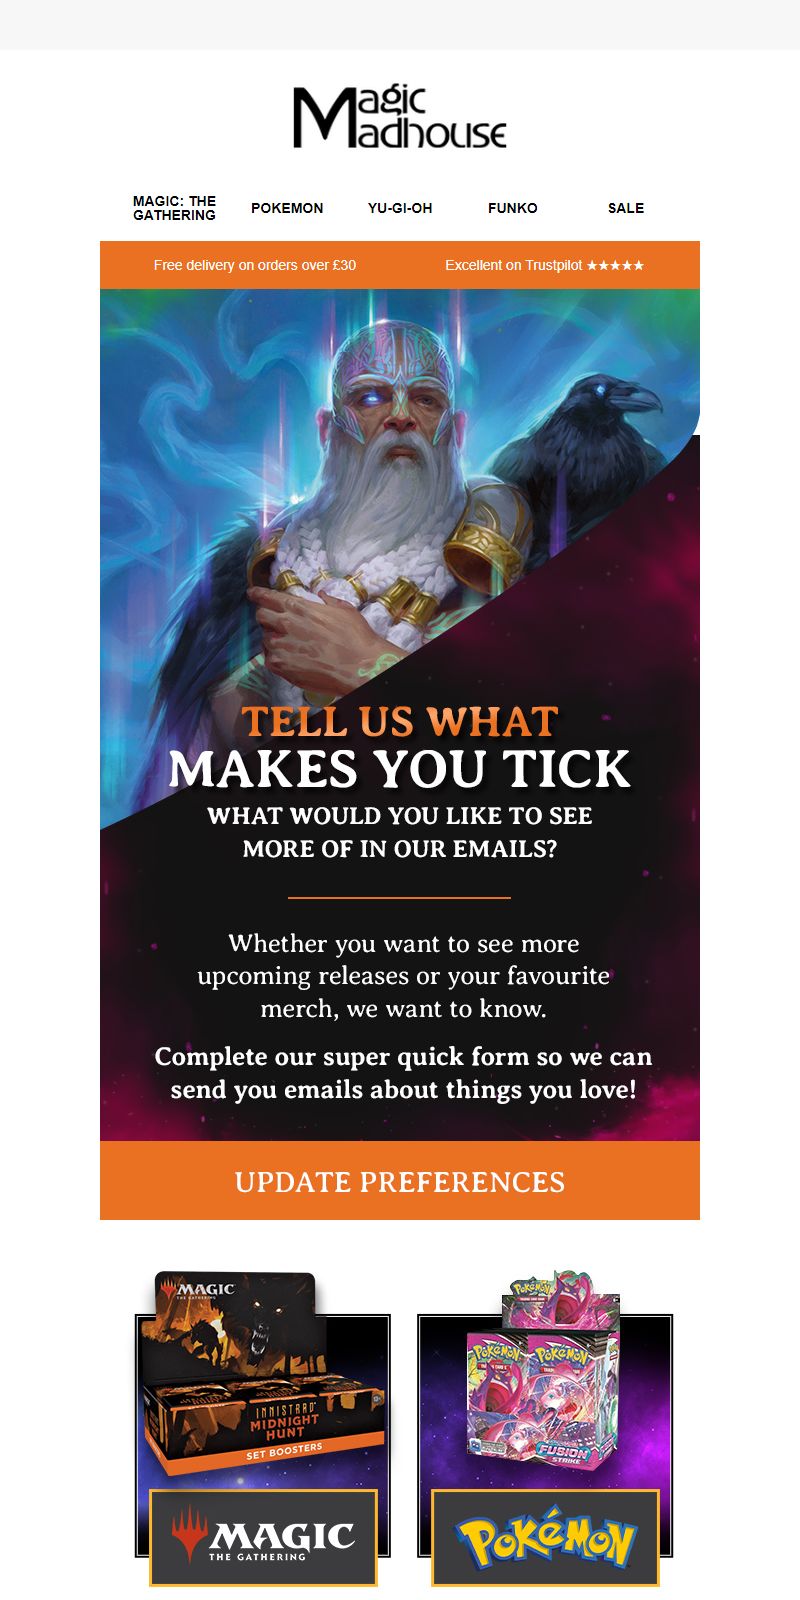 Magic
Madhouse
MAGIC: THE
GATHERING
POKEMON
YU-GI-OH
FUNKO
SALE
Free delivery on orders over £30
Excellent on Trustpilot ★★★★★
TELL US WHAT
MAKES YOU TICK
WHAT WOULD YOU LIKE TO SEE
MORE OF IN OUR EMAILS?
Whether you want to see more
upcoming releases or your favourite
merch, we want to know.
Complete our super quick form so we can
send you emails about things you love!
UPDATE PREFERENCES
MAGIC
THE GATHERING
INNISTRAD
MIDNIGHT
HUNT
SET BOOSTERS
MAGIC
THE GATHERING
Pokémon
Pokémon
Pokémon
FUSION
STRIKE
Pokémon